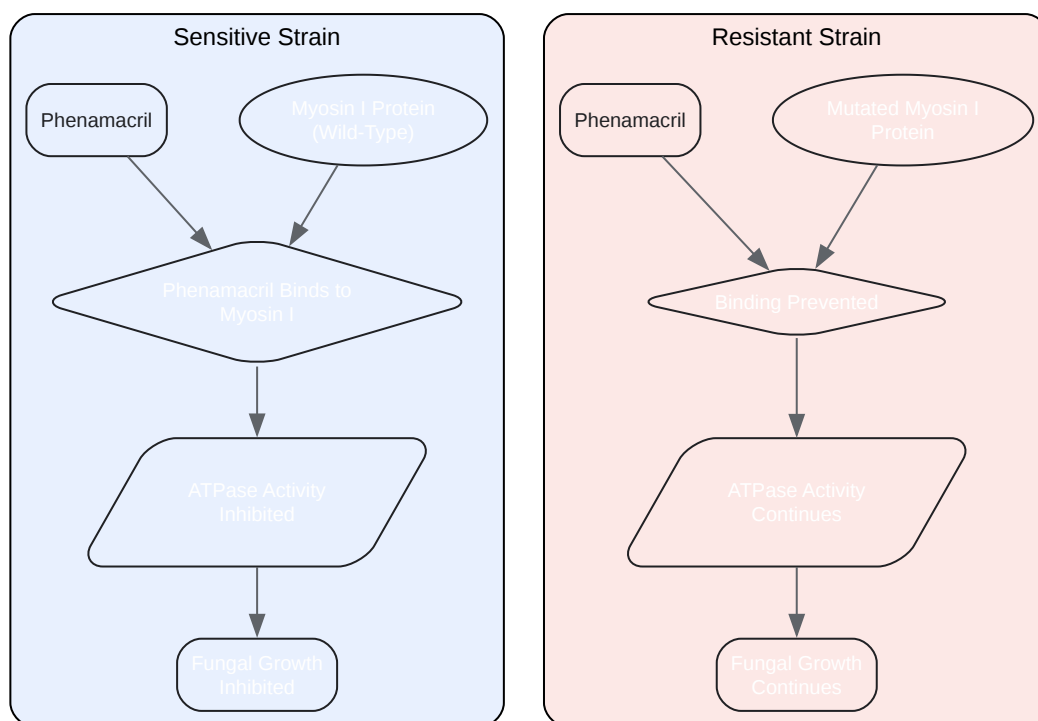 Sensitive Strain
Phenamacril
Myosin I Protein
(Wild-Type)
Phenamacril Binds to
Myosin I
ATPase Activity
Inhibited
Fungal Growth
Inhibited
Resistant Strain
Phenamacril
Mutated Myosin I
Protein
Binding Prevented
ATPase Activity
Continues
Fungal Growth
Continues